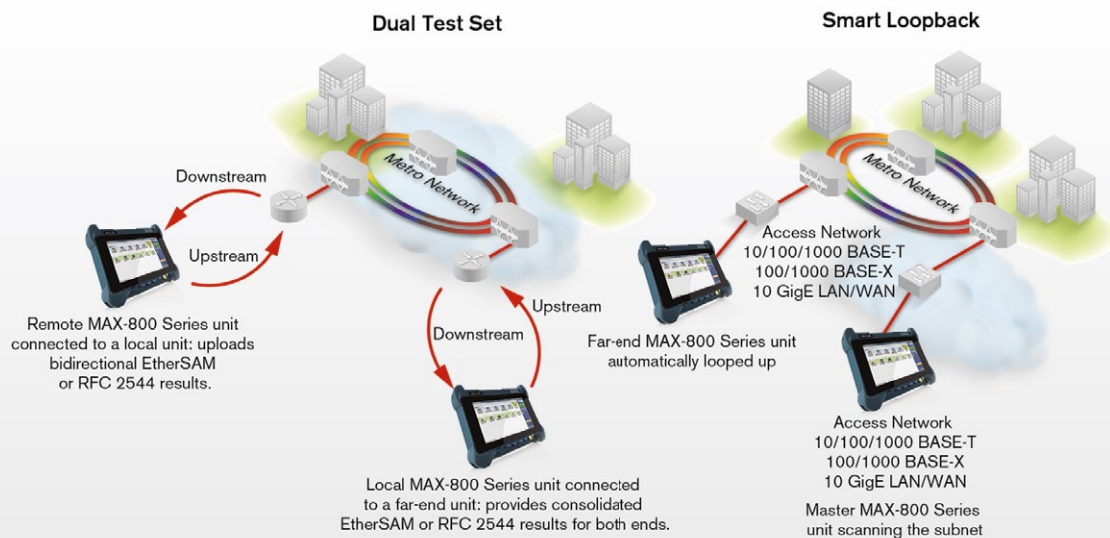 Dual Test Set
Metro Network
Downstream
Upstream
Remote MAX-800 Series unit
connected to a local unit: uploads
bidirectional EtherSAM
or RFC 2544 results.
Upstream
Downstream
Local MAX-800 Series unit connected
to a far-end unit: provides consolidated
EtherSAM or RFC 2544 results for both ends.
Smart Loopback
Metro Network
Access Network
10/100/1000 BASE-T
100/1000 BASE-X
10 GigE LAN/WAN
Far-end MAX-800 Series unit
automatically looped up
Access Network
10/100/1000 BASE-T
100/1000 BASE-X
10 GigE LAN/WAN
Master MAX-800 Series
unit scanning the subnet